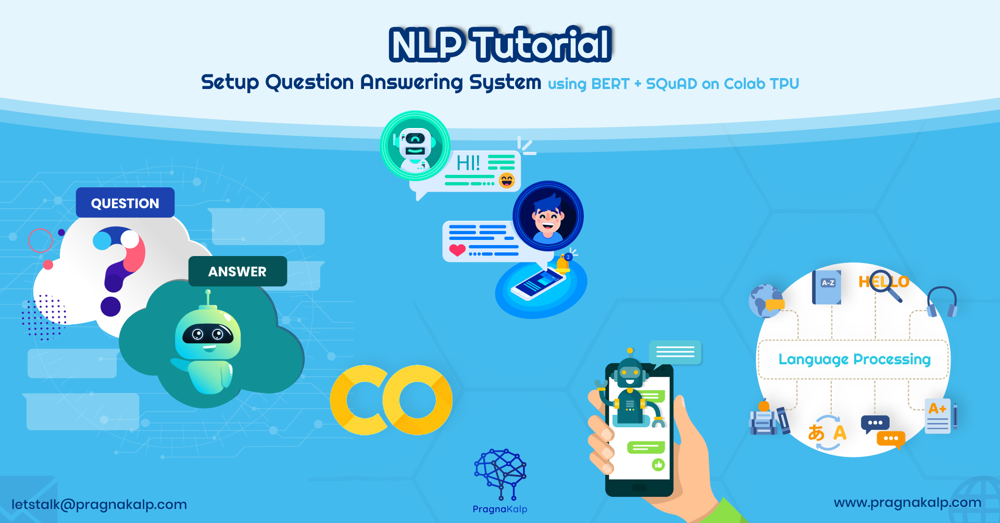 NLP Tutorial
Setup Question Answering System using BERT + SQuAD on Colab TPU
HI!
QUESTION
2
ANSWER
A-Z
HELLO
Language Processing
CO
A+
あ A
PragnaKalp
letstalk@pragnakalp.com
www.pragnakalp.com